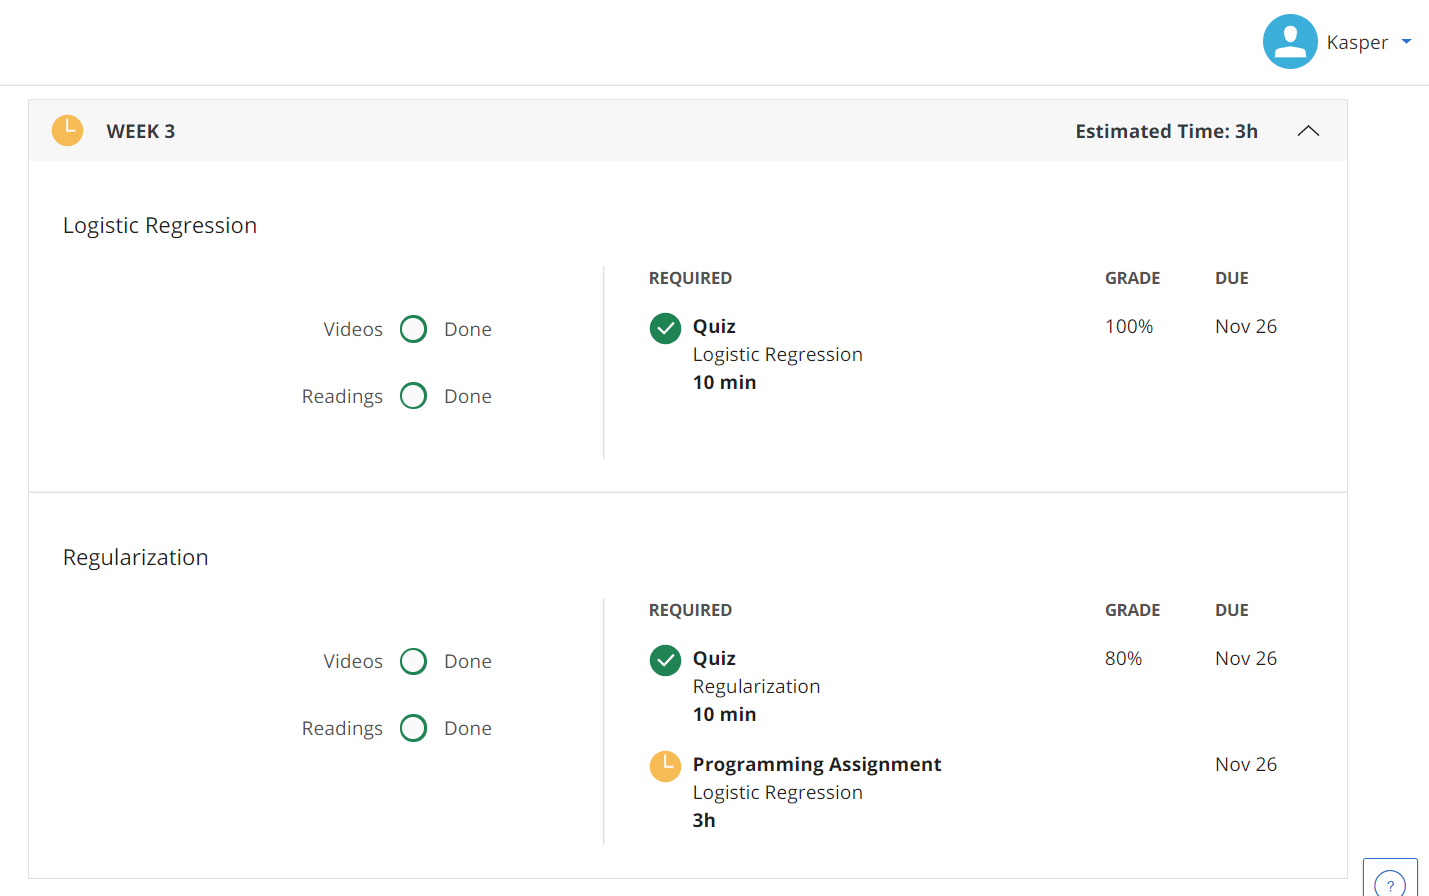 Kasper
WEEK 3
Estimated Time: 3h
Logistic Regression
REQUIRED GRADE DUE
Videos Done
Readings Done
Quiz 100% Nov 26
Logistic Regression
10 min
Regularization
REQUIRED GRADE DUE
Videos Done
Readings Done
Quiz 80% Nov 26
Regularization
10 min
Programming Assignment Nov 26
Logistic Regression
3h
?